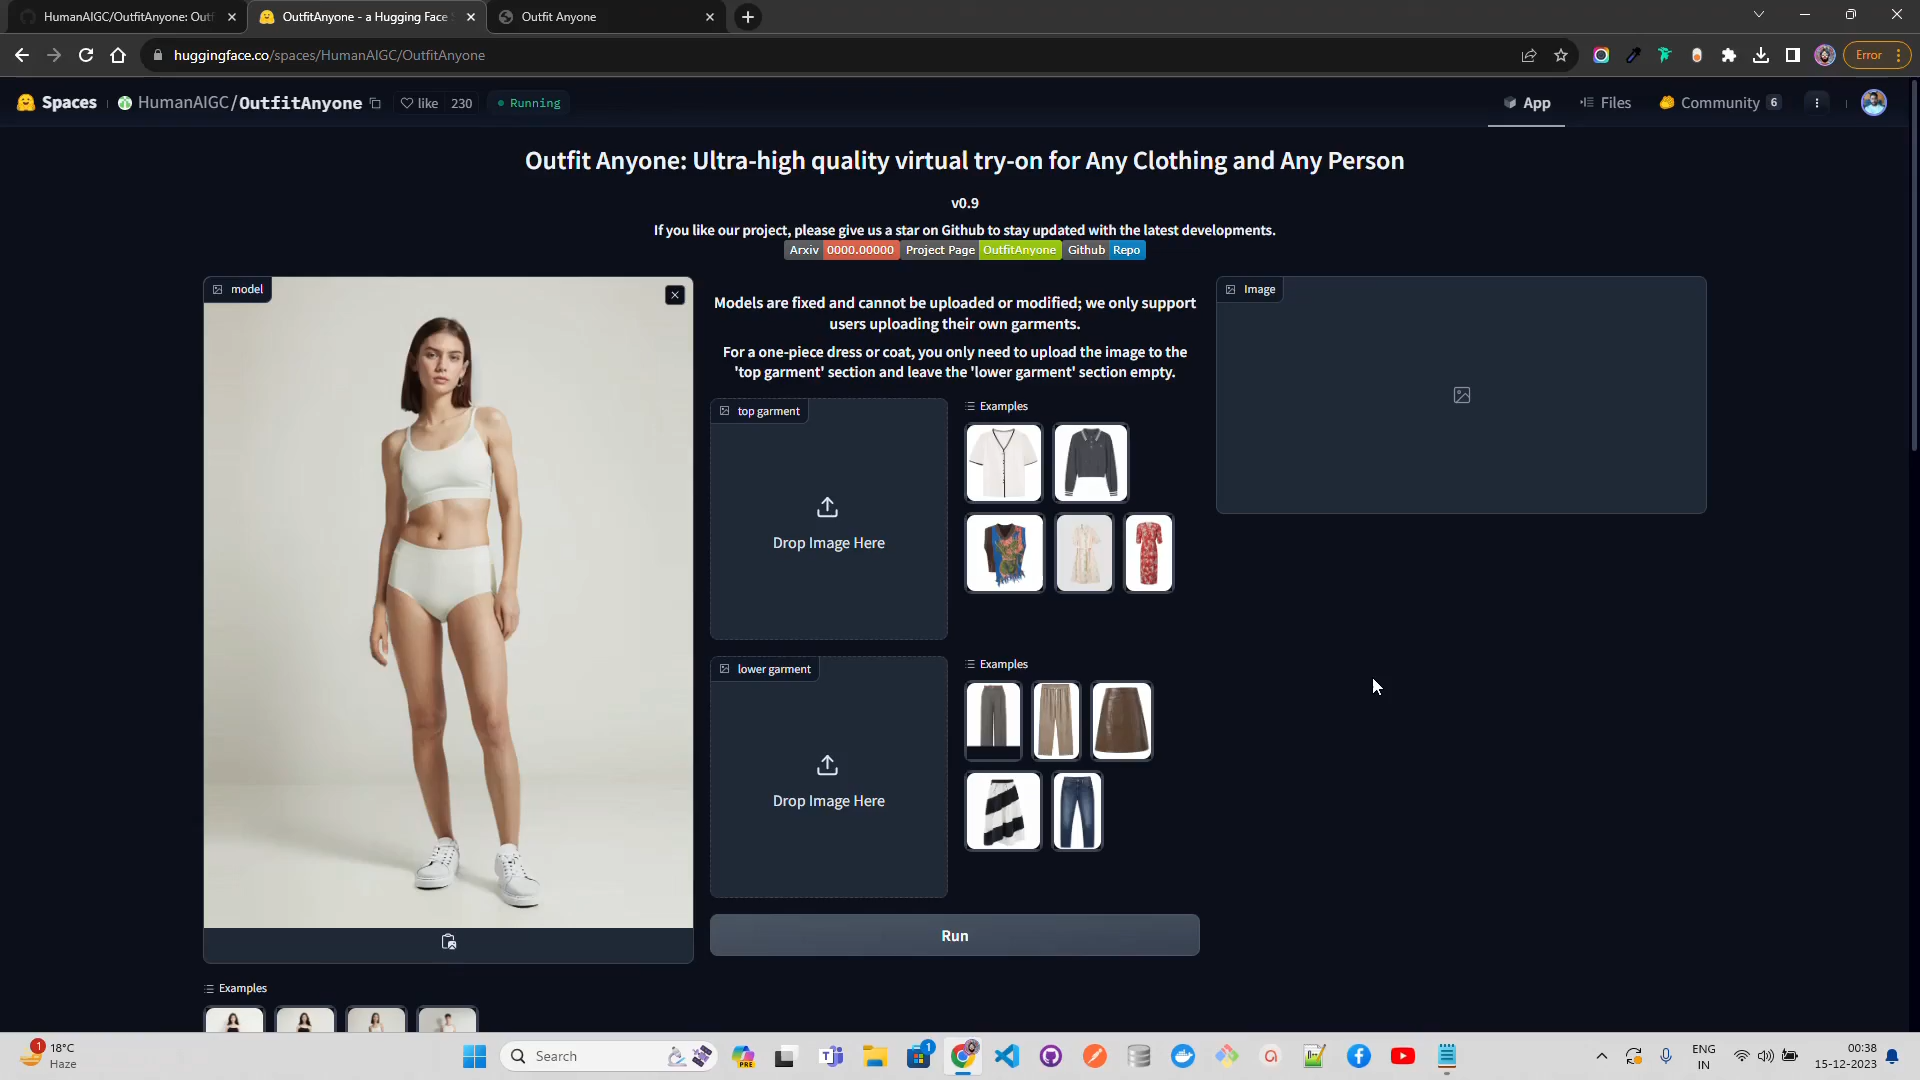 HumanAIGC/OutfitAnyone: Outf
OutfitAnyone - a Hugging Face S
Outfit Anyone
huggingface.co/spaces/HumanAIGC/OutfitAnyone
Error
Spaces
HumanAIGC/OutfitAnyone
like 230
Running
App
Files
Community 6
Outfit Anyone: Ultra-high quality virtual try-on for Any Clothing and Any Person
v0.9
If you like our project, please give us a star on Github to stay updated with the latest developments.
Arxiv 0000.00000 Project Page OutfitAnyone Github Repo
model
Models are fixed and cannot be uploaded or modified; we only support
users uploading their own garments.
For a one-piece dress or coat, you only need to upload the image to the
'top garment' section and leave the 'lower garment' section empty.
Image
top garment
Drop Image Here
Examples
lower garment
Drop Image Here
Examples
Run
Examples
1
18°C
Haze
Search
PRE
1
ENG
IN
00:38
15-12-2023